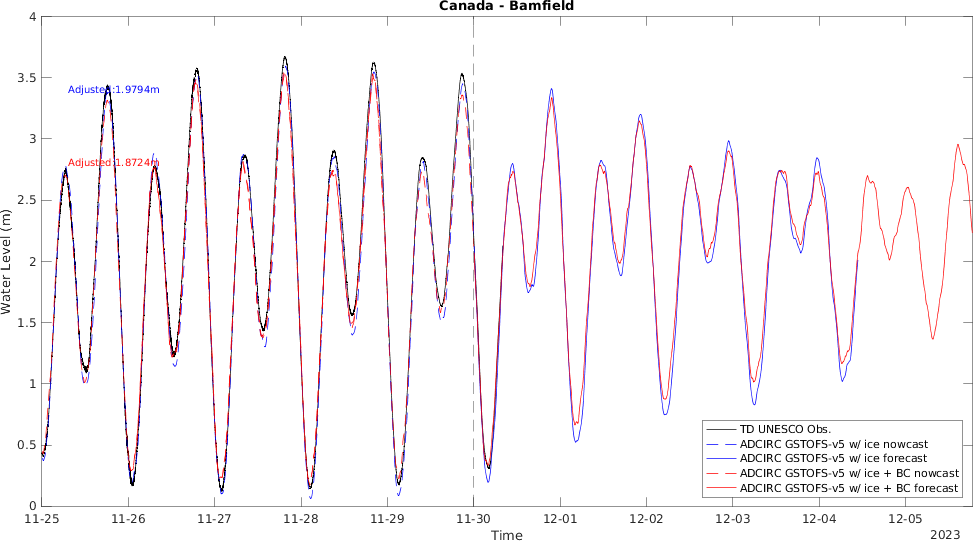 Canada - Bamfield
4
3.5
3
2.5
2
1.5
1
0.5
0
Water Level (m)
Adjusted:1.9794m
Adjusted:1.8724m
TD UNESCO Obs.
ADCIRC GSTOFS-v5 w/ ice nowcast
ADCIRC GSTOFS-v5 w/ ice forecast
ADCIRC GSTOFS-v5 w/ ice + BC nowcast
ADCIRC GSTOFS-v5 w/ ice + BC forecast
11-25 11-26 11-27 11-28 11-29 11-30 12-01 12-02 12-03 12-04 12-05
Time
2023